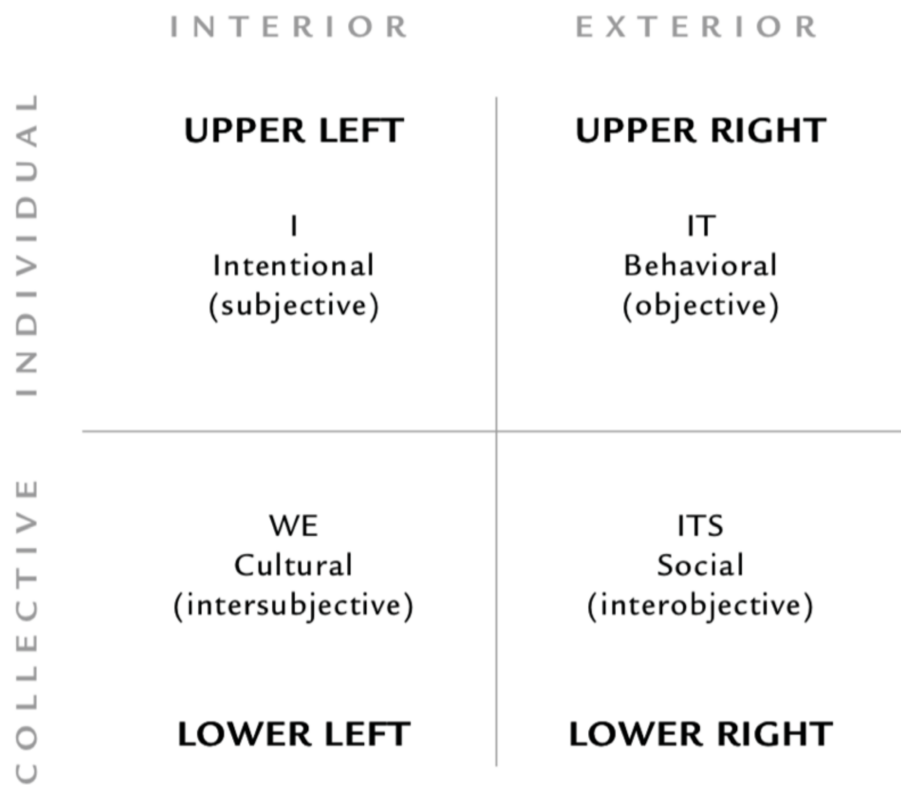 INTERIOR
EXTERIOR
INDIVIDUAL
UPPER LEFT
I
Intentional
(subjective)
UPPER RIGHT
IT
Behavioral
(objective)
COLLECTIVE
WE
Cultural
(intersubjective)
LOWER LEFT
ITS
Social
(interobjective)
LOWER RIGHT